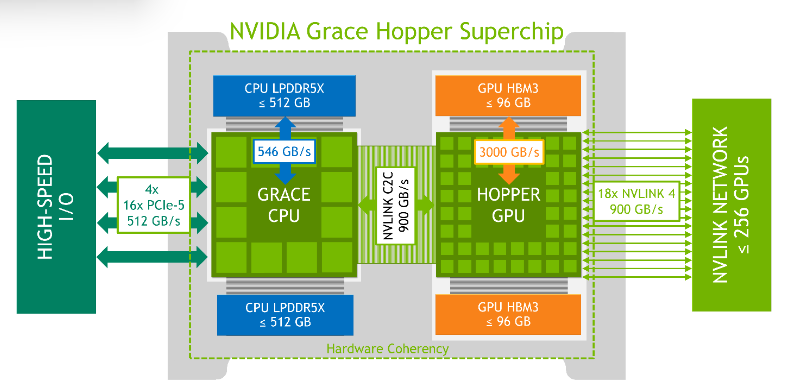 NVIDIA Grace Hopper Superchip
CPU LPDDR5X
≤ 512 GB
GPU HBM3
≤ 96 GB
HIGH-SPEED
I/O
4x
16x PCIe-5
512 GB/s
546 GB/s
GRACE
CPU
NVLINK C2C
900 GB/s
3000 GB/s
HOPPER
GPU
18x NVLINK 4
900 GB/s
NVLINK NETWORK
≤ 256 GPUs
CPU LPDDR5X
≤ 512 GB
GPU HBM3
≤ 96 GB
Hardware Coherency